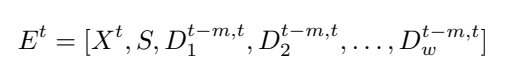 $E^t = [X^t, S, D_1^{t-m,t}, D_2^{t-m,t}, \ldots, D_w^{t-m,t}]$